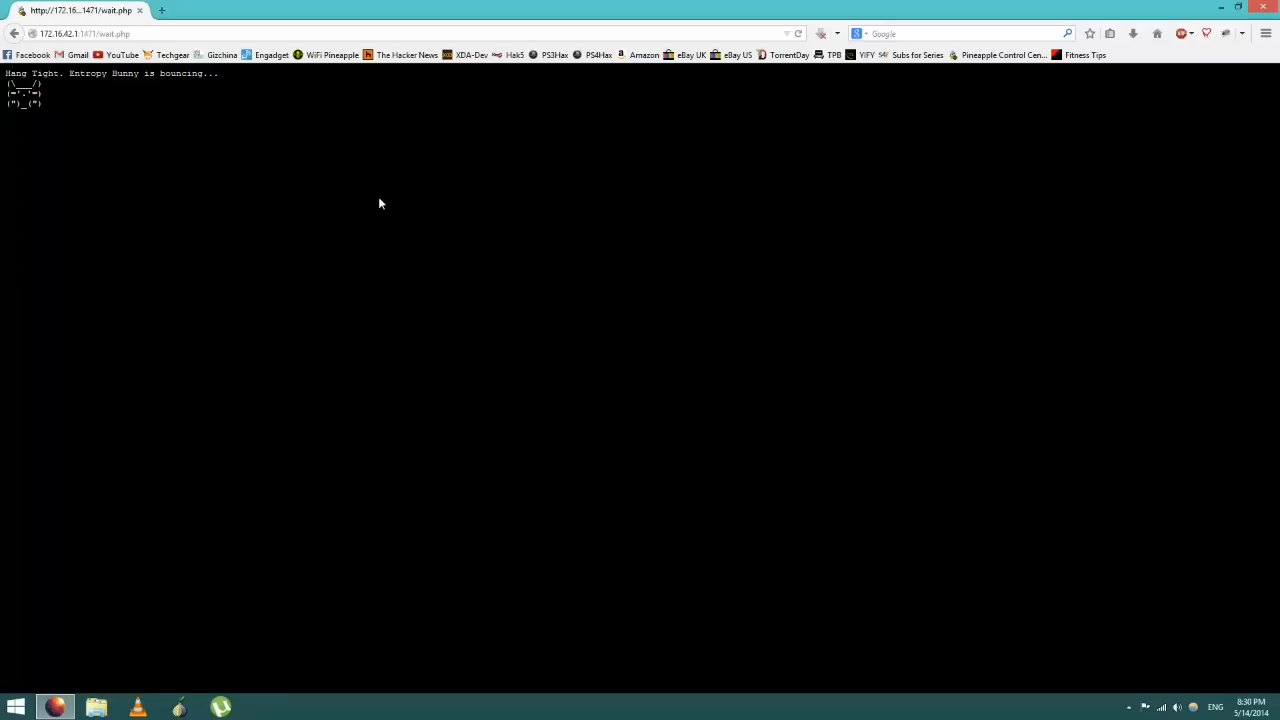 http://172.16...1471/wait.php
172.16.42.1:1471/wait.php
Google
Facebook Gmail YouTube Techgear Gizchina Engadget WiFi Pineapple The Hacker News XDA-Dev Hak5 PS3Hax PS4Hax Amazon eBay UK eBay US TorrentDay TPB YIFY Subs for Series Pineapple Control Cen... Fitness Tips
Hang Tight. Entropy Bunny is bouncing...
(\___/)
(='.'=)
(")_(")
ENG
8:30 PM
5/14/2014